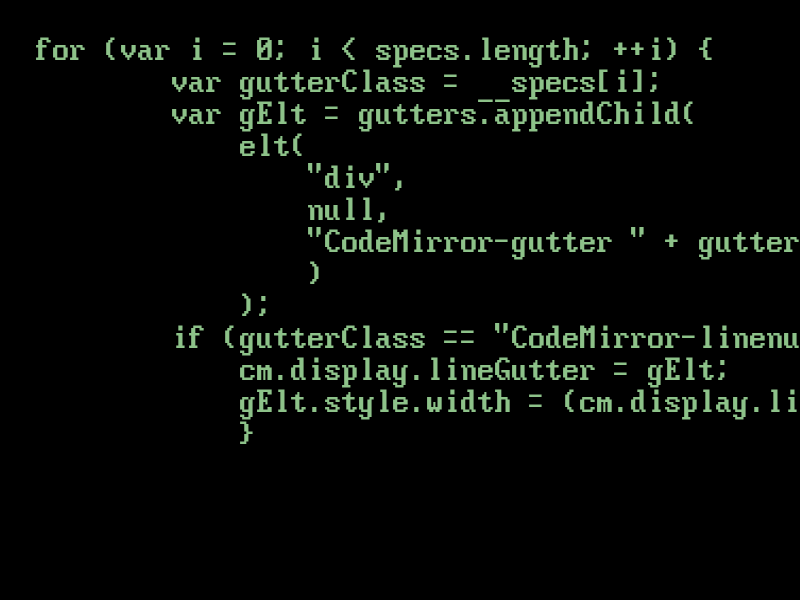 for (var i = 0; i < specs.length; ++i) {
        var gutterClass = __specs[i];
        var gElt = gutters.appendChild(
            elt(
                "div",
                null,
                "CodeMirror-gutter " + gutter
                )
            );
        if (gutterClass == "CodeMirror-linenu
            cm.display.lineGutter = gElt;
            gElt.style.width = (cm.display.li
            }